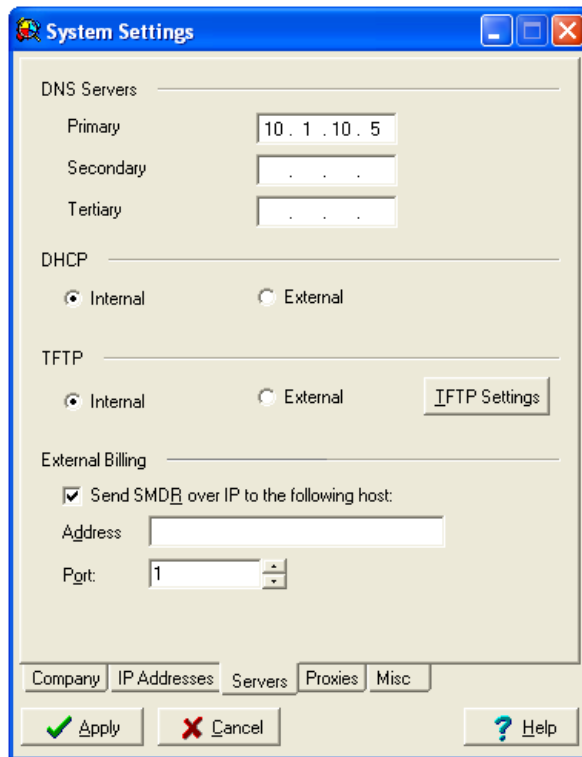 System Settings
DNS Servers
Primary 10 . 1 . 10 . 5
Secondary . . .
Tertiary . . .
DHCP
Internal External
TFTP
Internal External TFTP Settings
External Billing
Send SMDR over IP to the following host:
Address
Port: 1
Company IP Addresses Servers Proxies Misc
Apply Cancel ? Help